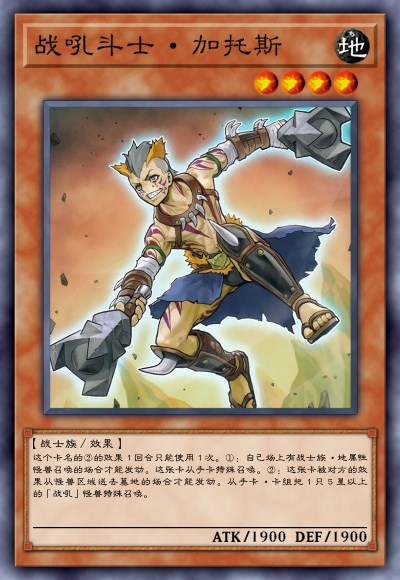 战吼斗士·加托斯
地
【战士族／效果】
这个卡名的②的效果1回合只能使用1次。①：自己场上有战士族·地属性
怪兽召唤的场合才能发动。这张卡从手卡特殊召唤。②：这张卡被对方的效
果从怪兽区域送去墓地的场合才能发动。从手卡·卡组把1只5星以上
的「战吼」怪兽特殊召唤。
ATK/1900 DEF/1900